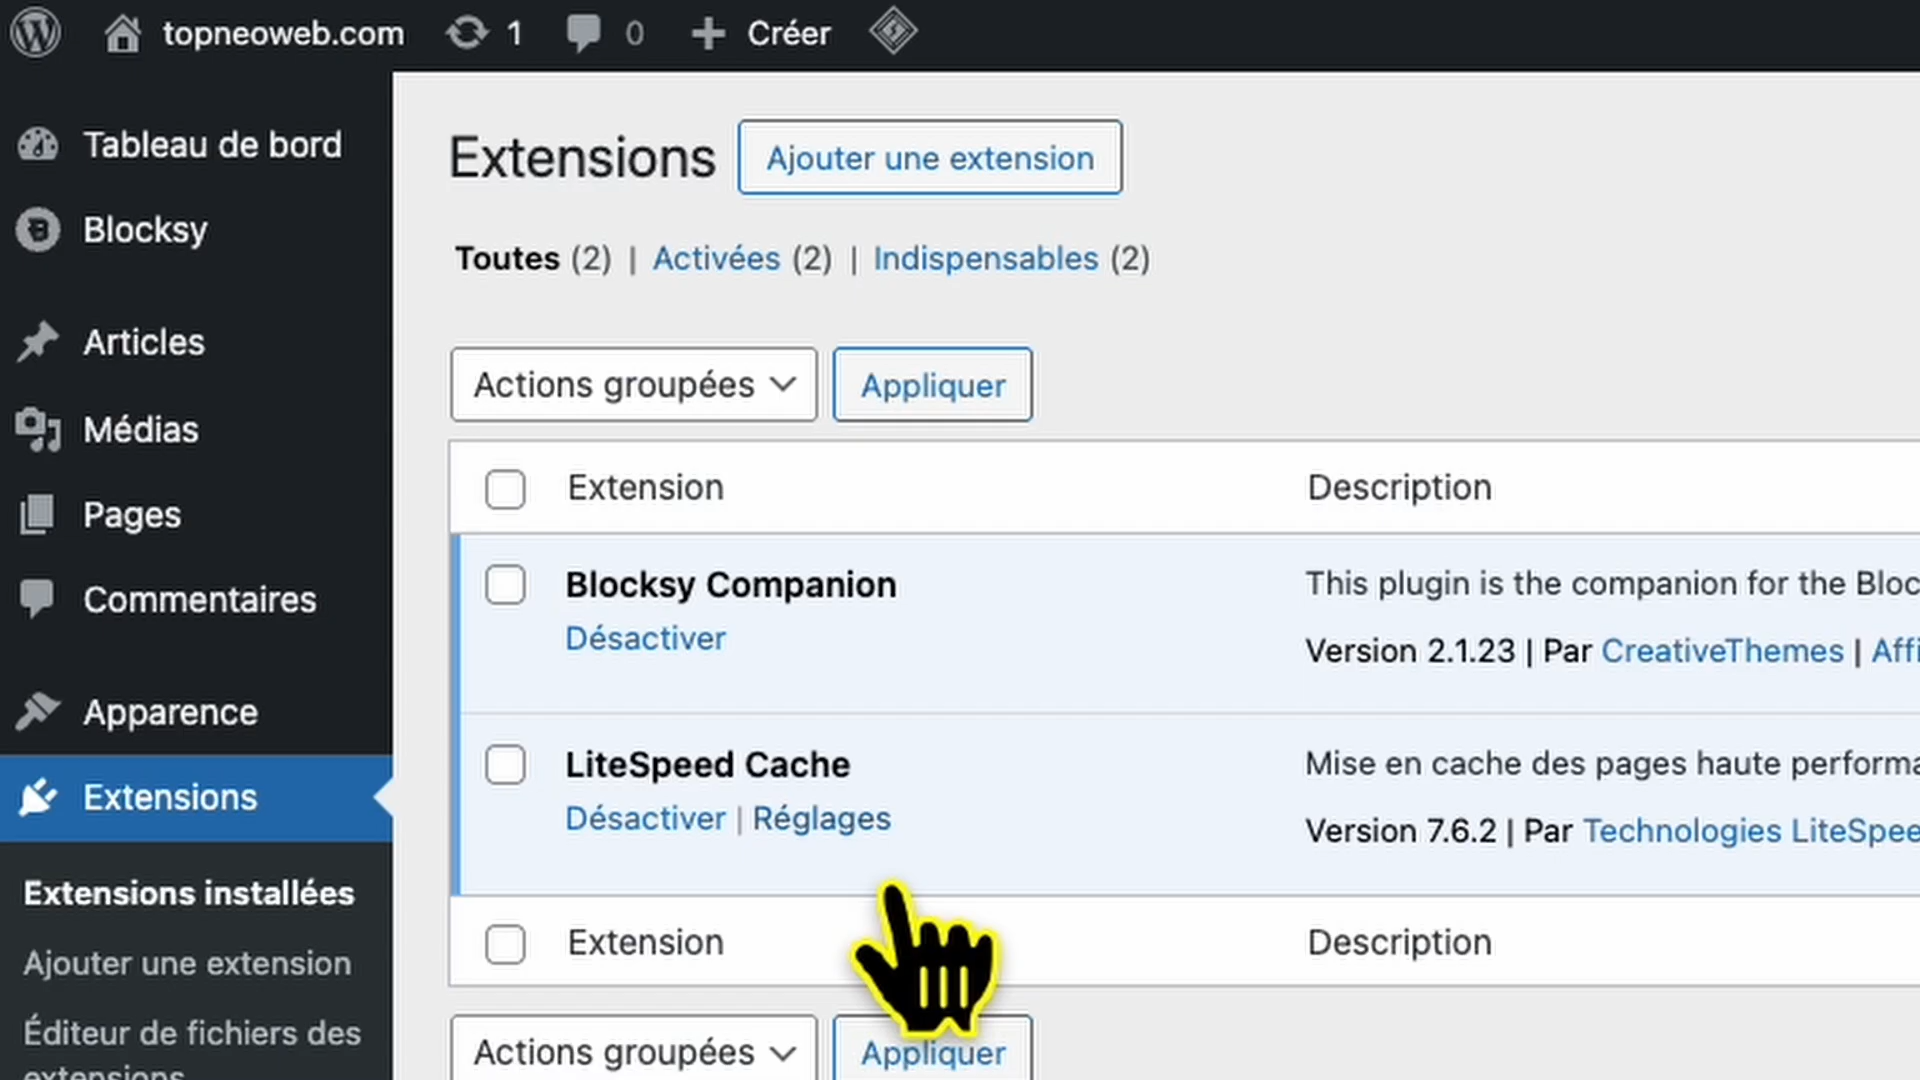 topneoweb.com 1 0 Créer
Tableau de bord
Blocksy
Articles
Médias
Pages
Commentaires
Apparence
Extensions
Extensions installées
Ajouter une extension
Éditeur de fichiers des
extensions
Extensions Ajouter une extension
Toutes (2) | Activées (2) | Indispensables (2)
Actions groupées Appliquer
Extension Description
Blocksy Companion This plugin is the companion for the Bloc
Désactiver
Version 2.1.23 | Par CreativeThemes | Affi
LiteSpeed Cache Mise en cache des pages haute performa
Désactiver | Réglages
Version 7.6.2 | Par Technologies LiteSpee
Extension Description
Actions groupées Appliquer